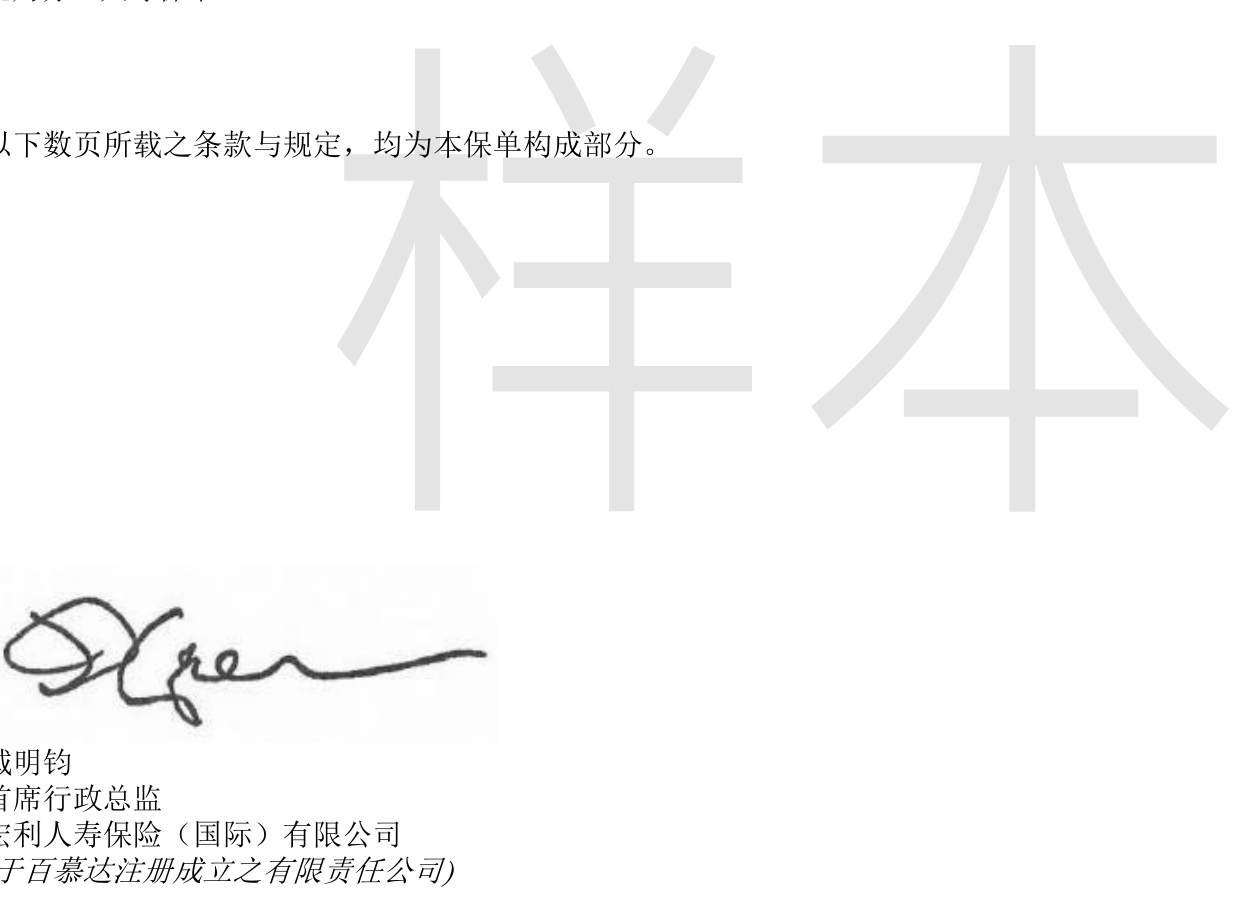 样本
以下数页所载之条款与规定，均为本保单构成部分。
戴明钧
首席行政总监
宏利人寿保险（国际）有限公司
于百慕达注册成立之有限责任公司)